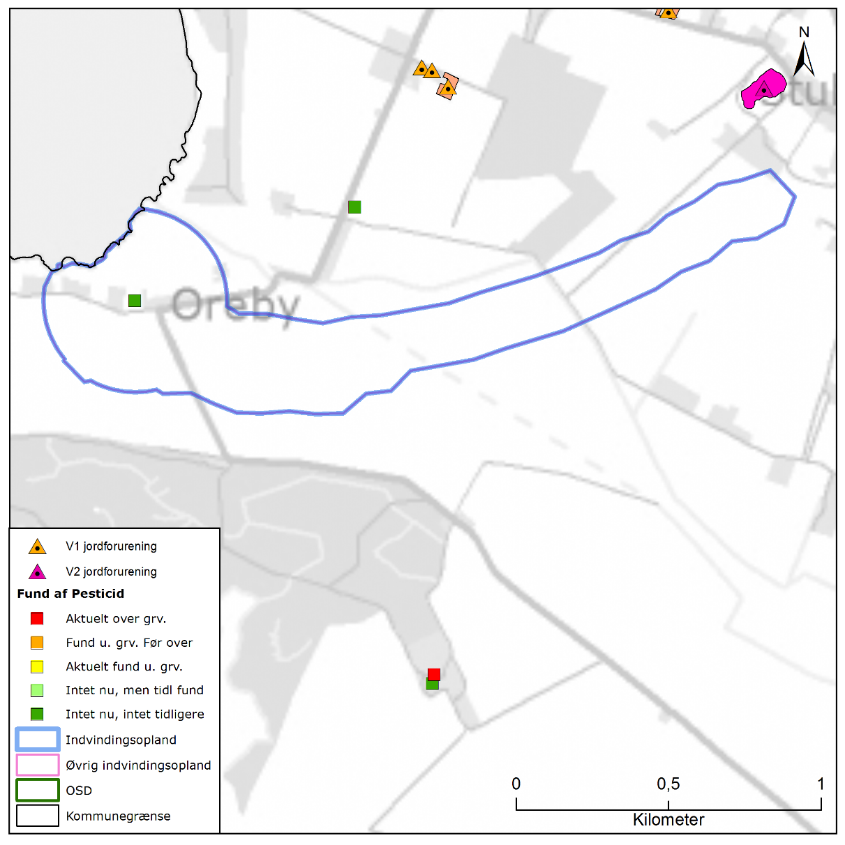 N
Stul
Oreby
V1 jordforurening
V2 jordforurening
Fund af Pesticid
Aktuelt over grv.
Fund u. grv. Før over
Aktuelt fund u. grv.
Intet nu, men tidl fund
Intet nu, intet tidligere
Indvindingsopland
Øvrig indvindingsopland
OSD
Kommunegrænse
0 0,5 1
Kilometer